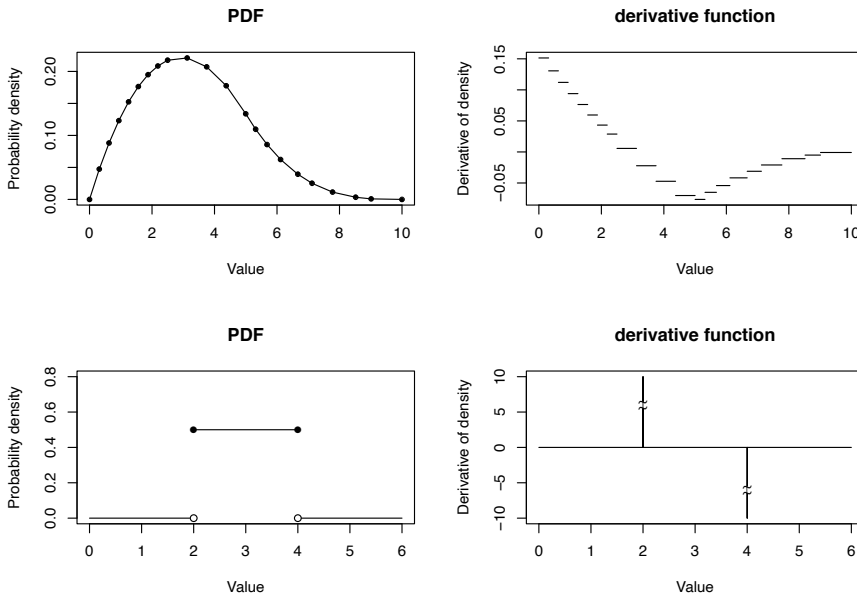 PDF
derivative function
Probability density
0.00
0.10
0.20
0 2 4 6 8 10
Value
Derivative of density
−0.05
0.05
0.15
0 2 4 6 8 10
Value
PDF
derivative function
Probability density
0.0
0.2
0.4
0.6
0.8
0 1 2 3 4 5 6
Value
Derivative of density
−10
−5
0
5
10
≈
≈
0 1 2 3 4 5 6
Value